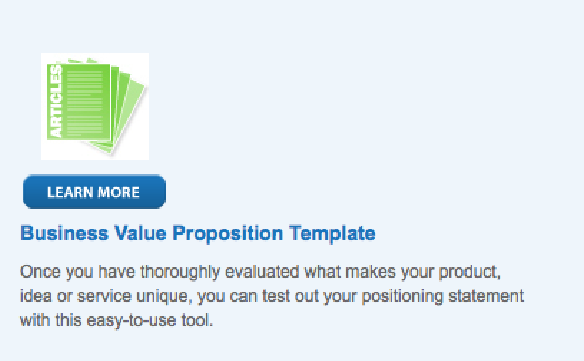 ARTICLES
LEARN MORE
Business Value Proposition Template
Once you have thoroughly evaluated what makes your product,
idea or service unique, you can test out your positioning statement
with this easy-to-use tool.